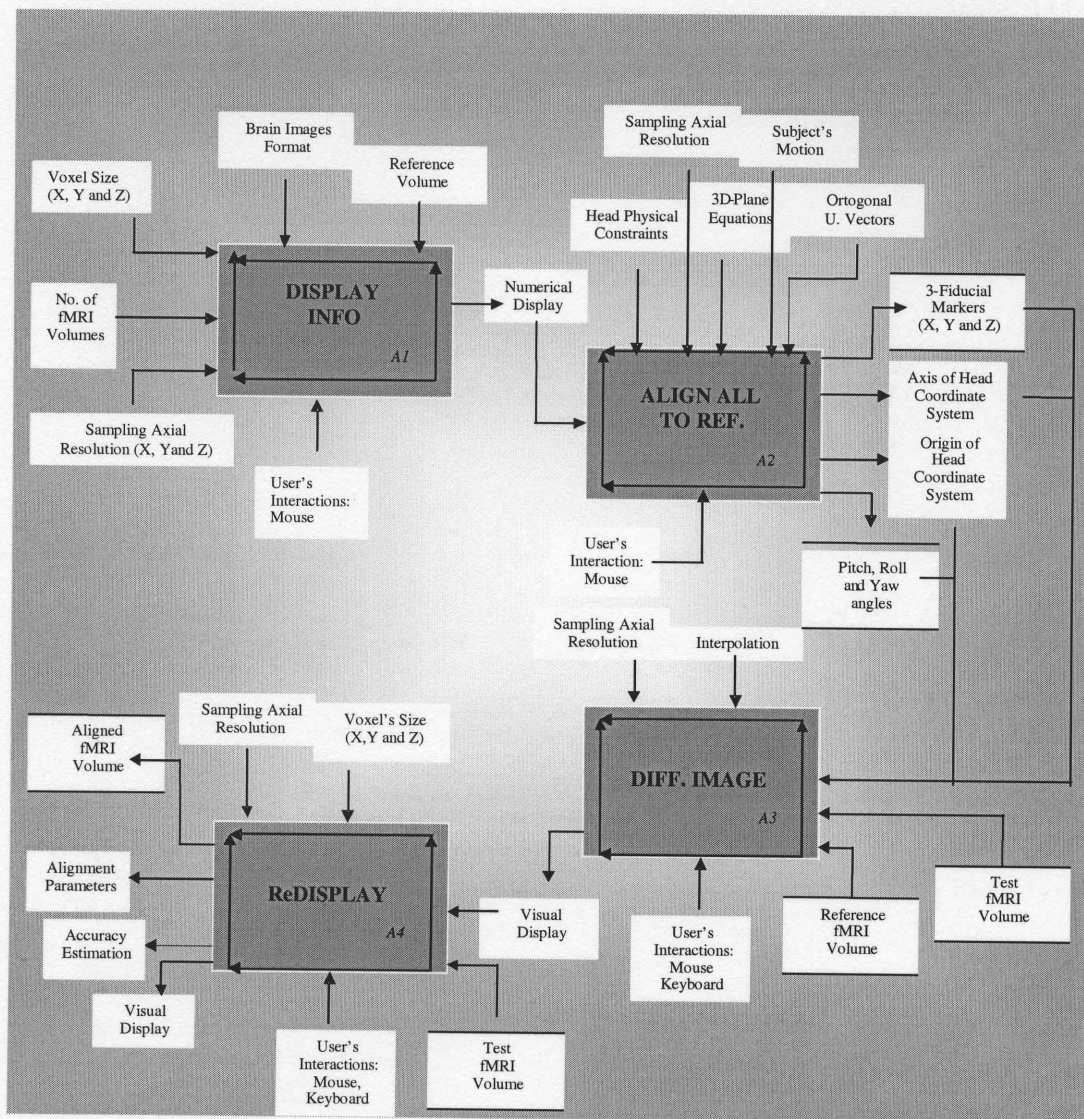 Brain Images
Format
Reference
Volume
Voxel Size
(X, Y and Z)
No. of
fMRI
Volumes
Sampling Axial
Resolution (X, Yand Z)
DISPLAY
INFO
A1
User's
Interactions:
Mouse
Numerical
Display
Sampling Axial
Resolution
Subject's
Motion
Head Physical
Constraints
3D-Plane
Equations
Ortogonal
U. Vectors
ALIGN ALL
TO REF.
A2
3-Fiducial
Markers
(X, Y and Z)
Axis of Head
Coordinate
System
Origin of
Head
Coordinate
System
User's
Interaction:
Mouse
Pitch, Roll
and Yaw
angles
Sampling Axial
Resolution
Interpolation
DIFF. IMAGE
A3
Visual
Display
User's
Interactions:
Mouse
Keyboard
Reference
fMRI
Volume
Test
fMRI
Volume
Aligned
fMRI
Volume
Sampling Axial
Resolution
Voxel's Size
(X,Y and Z)
Alignment
Parameters
Accuracy
Estimation
Visual
Display
ReDISPLAY
A4
User's
Interactions:
Mouse,
Keyboard
Test
fMRI
Volume